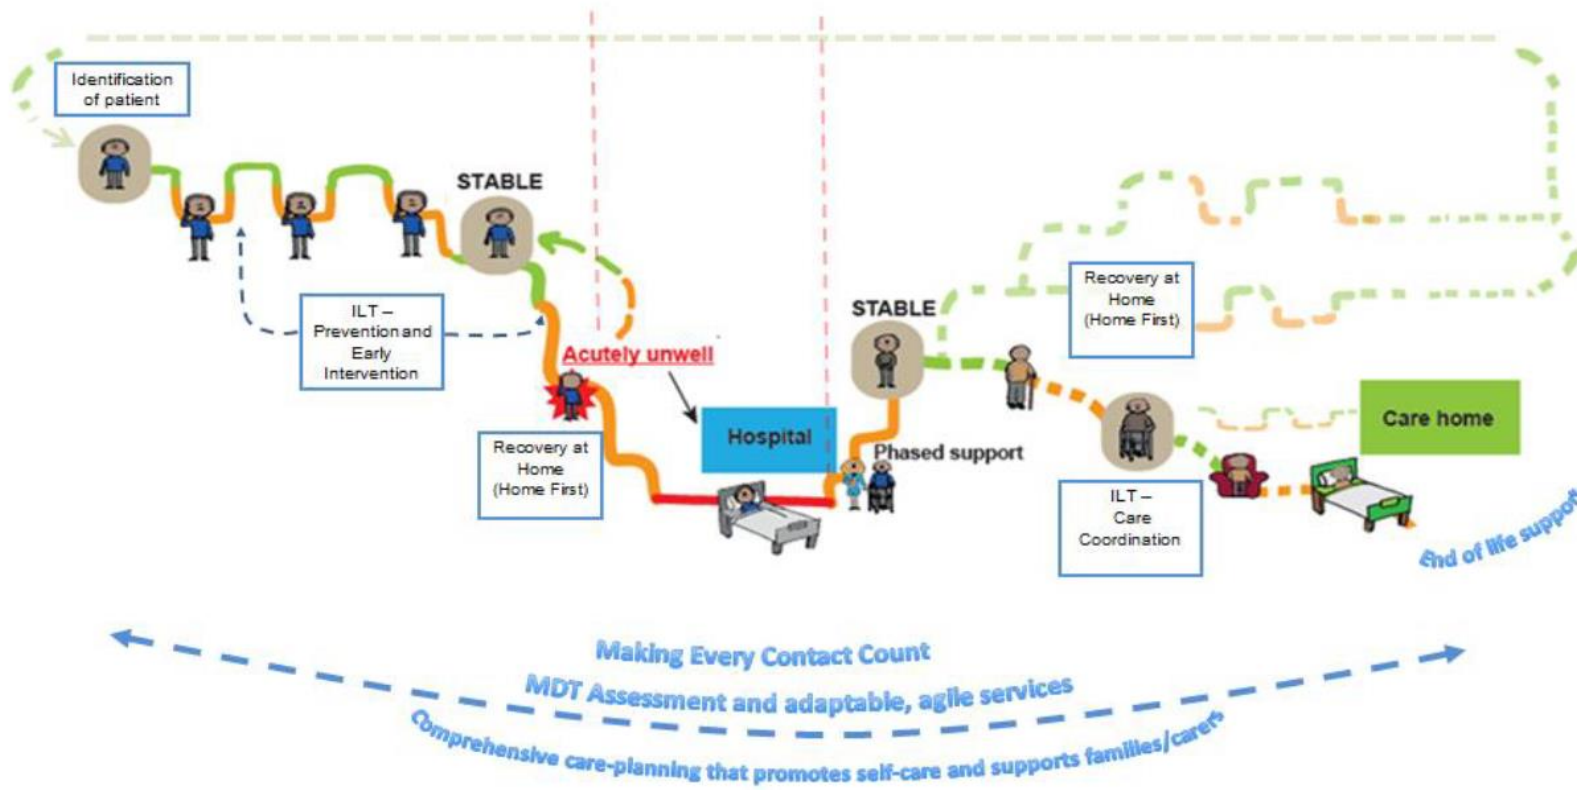 Identification
of patient
STABLE
ILT –
Prevention and
Early
Intervention
Acutely unwell
Recovery at
Home
(Home First)
Hospital
STABLE
Phased support
Recovery at
Home
(Home First)
ILT –
Care
Coordination
Care home
End of life support
Making Every Contact Count
MDT Assessment and adaptable, agile services
Comprehensive care-planning that promotes self-care and supports families/carers